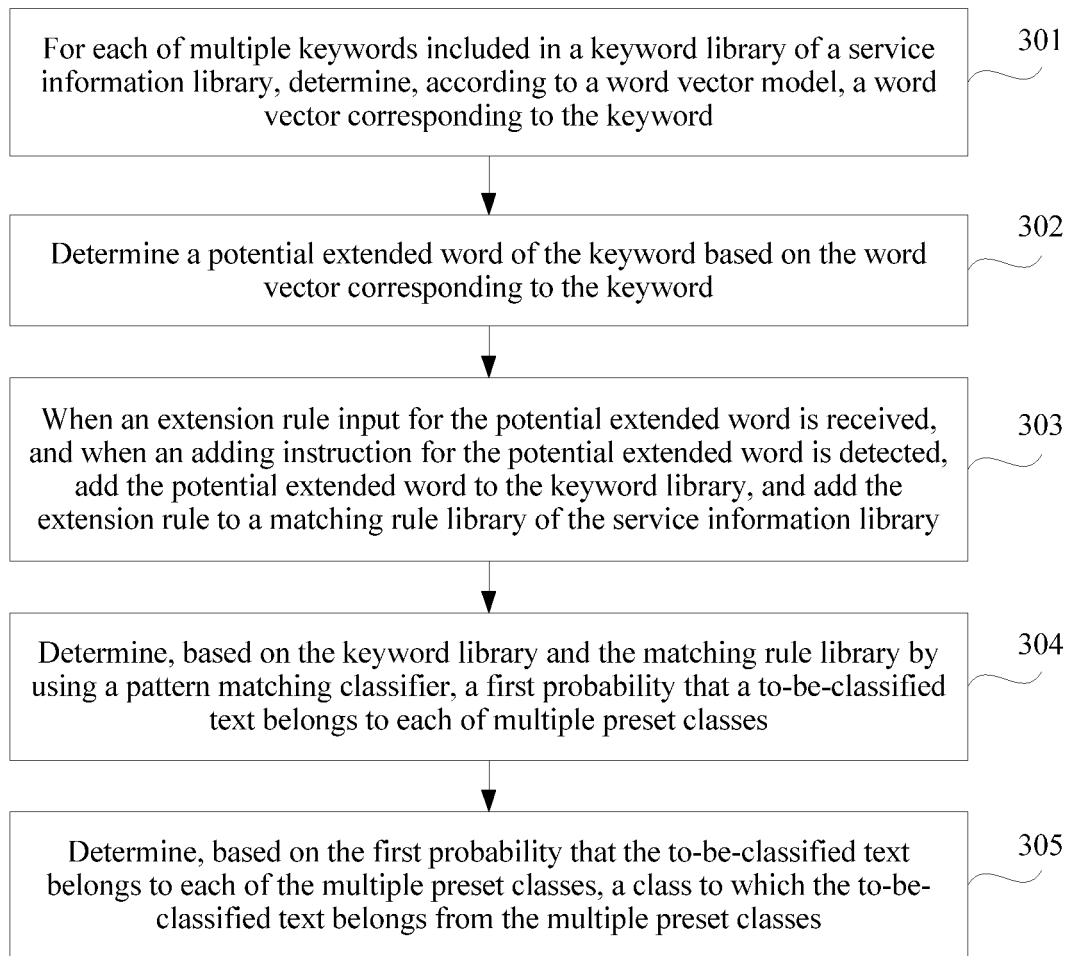 For each of multiple keywords included in a keyword library of a service
information library, determine, according to a word vector model, a word
vector corresponding to the keyword
301
Determine a potential extended word of the keyword based on the word
vector corresponding to the keyword
302
When an extension rule input for the potential extended word is received,
and when an adding instruction for the potential extended word is detected,
add the potential extended word to the keyword library, and add the
extension rule to a matching rule library of the service information library
303
Determine, based on the keyword library and the matching rule library by
using a pattern matching classifier, a first probability that a to-be-classified
text belongs to each of multiple preset classes
304
Determine, based on the first probability that the to-be-classified text
belongs to each of the multiple preset classes, a class to which the to-be-
classified text belongs from the multiple preset classes
305